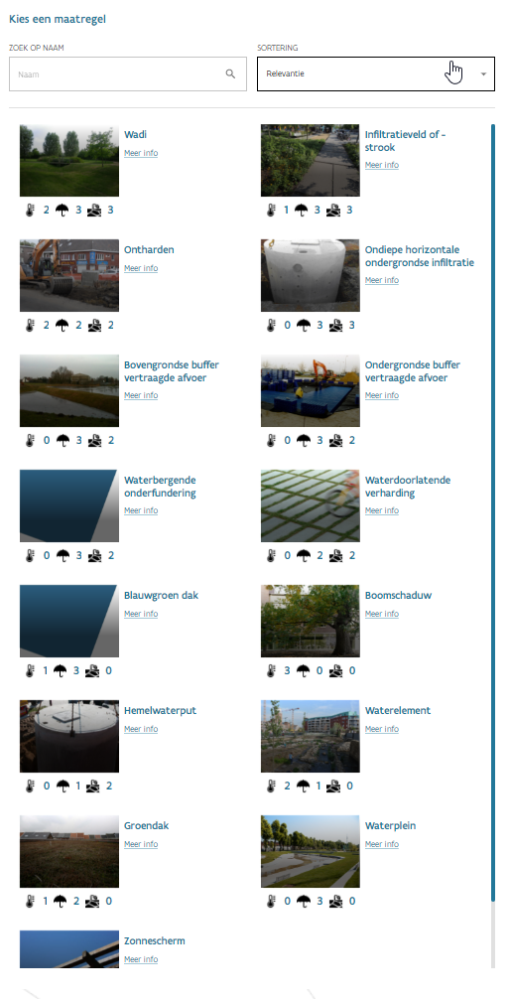 Kies een maatregel
ZOEK OP NAAM
SORTERING
Naam
Relevantie
Wadi
Meer info
2 3 3
Infiltratieveld of -
strook
Meer info
1 3 3
Ontharden
Meer info
2 2 2
Ondiepe horizontale
ondergrondse infiltratie
Meer info
0 3 3
Bovengrondse buffer
vertraagde afvoer
Meer info
0 3 2
Ondergrondse buffer
vertraagde afvoer
Meer info
0 3 2
Waterbergende
onderfundering
Meer info
0 3 2
Waterdoorlatende
verharding
Meer info
0 2 2
Blauwgroen dak
Meer info
1 3 0
Boomschaduw
Meer info
3 0 0
Hemelwaterput
Meer info
0 1 2
Waterelement
Meer info
2 1 0
Groendak
Meer info
1 2 0
Waterplein
Meer info
0 3 0
Zonnescherm
Meer info